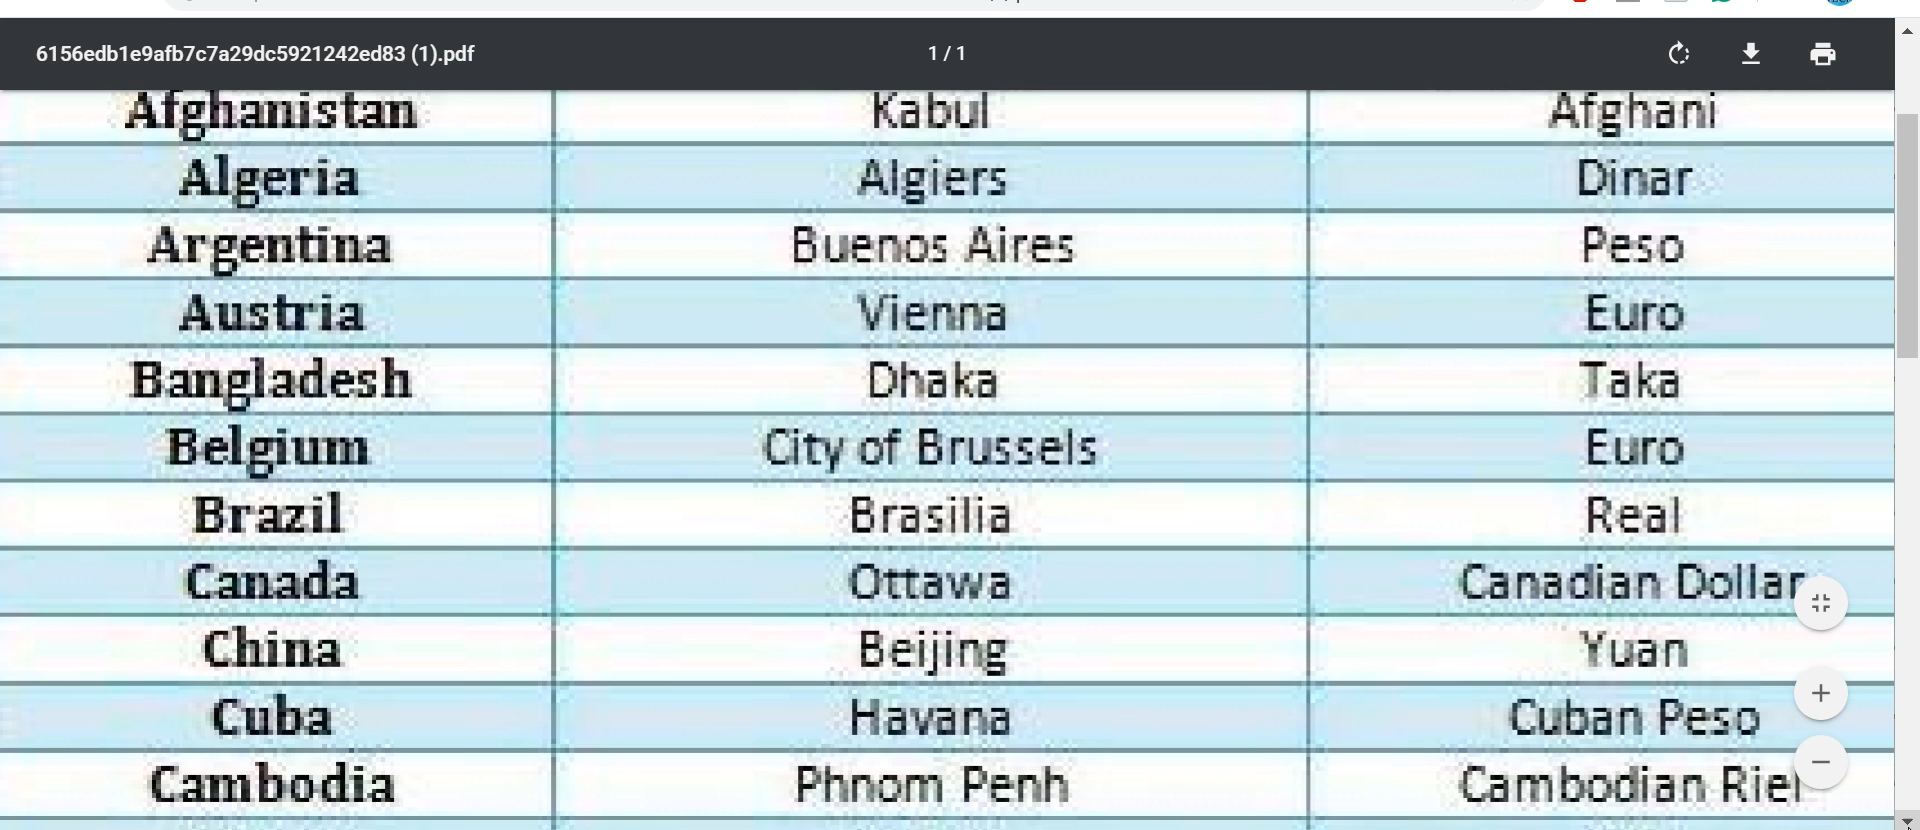 6156edb1e9afb7c7a29dc5921242ed83 (1).pdf 1 / 1
Afghanistan Kabul Afghani
Algeria Algiers Dinar
Argentina Buenos Aires Peso
Austria Vienna Euro
Bangladesh Dhaka Taka
Belgium City of Brussels Euro
Brazil Brasilia Real
Canada Ottawa Canadian Dollar
China Beijing Yuan
Cuba Havana Cuban Peso
Cambodia Phnom Penh Cambodian Riel